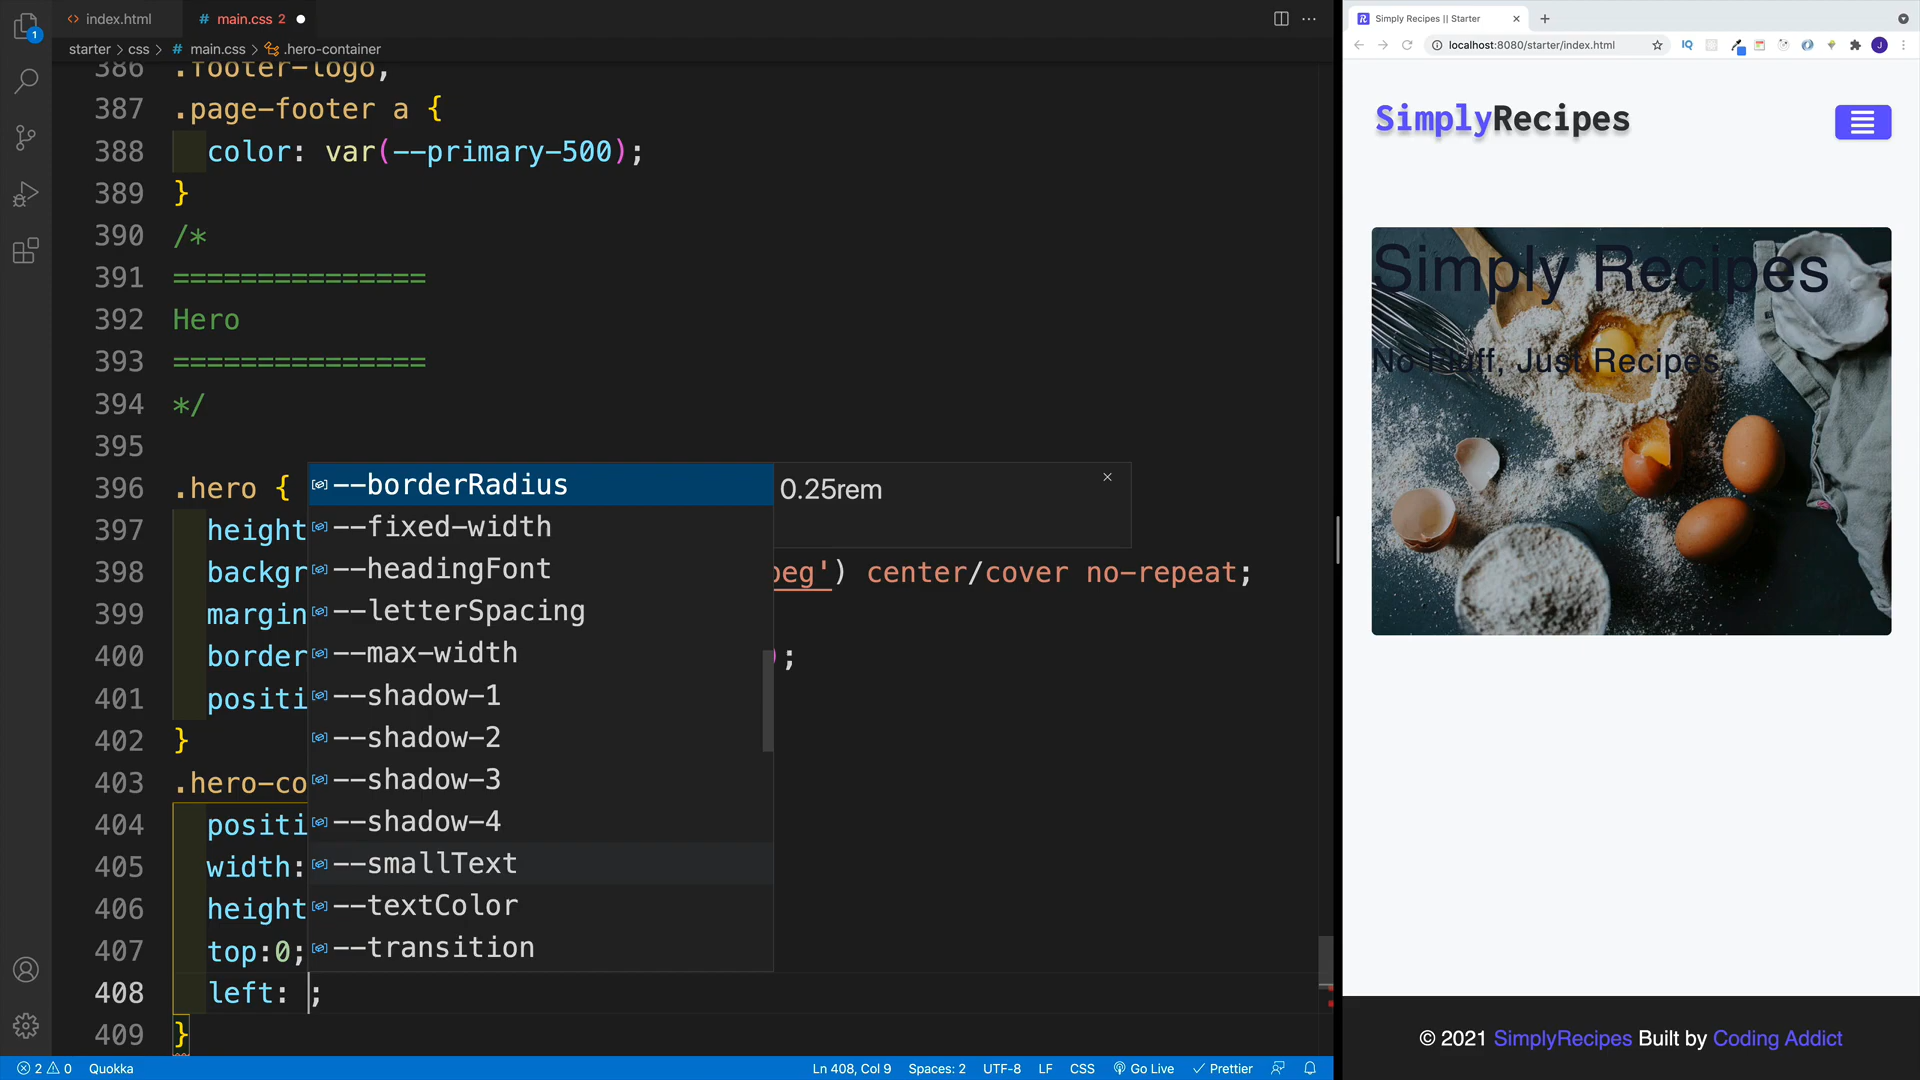 index.html
main.css 2
starter > css > main.css > .hero-container
386 .footer-logo,
387 .page-footer a {
388 color: var(--primary-500);
389 }
390 /*
391 ===============
392 Hero
393 ===============
394 */
395
396 .hero {
397 height
398 backgr peg') center/cover no-repeat;
399 margin
400 border );
401 positi
402 }
403 .hero-co
404 positi
405 width:
406 height
407 top:0;
408 left: ;
409 }
--borderRadius 0.25rem
--fixed-width
--headingFont
--letterSpacing
--max-width
--shadow-1
--shadow-2
--shadow-3
--shadow-4
--smallText
--textColor
--transition
2 0 Quokka Ln 408, Col 9 Spaces: 2 UTF-8 LF CSS Go Live Prettier
1
Simply Recipes || Starter
localhost:8080/starter/index.html
IQ
J
SimplyRecipes
Simply Recipes
No Fluff, Just Recipes
© 2021 SimplyRecipes Built by Coding Addict